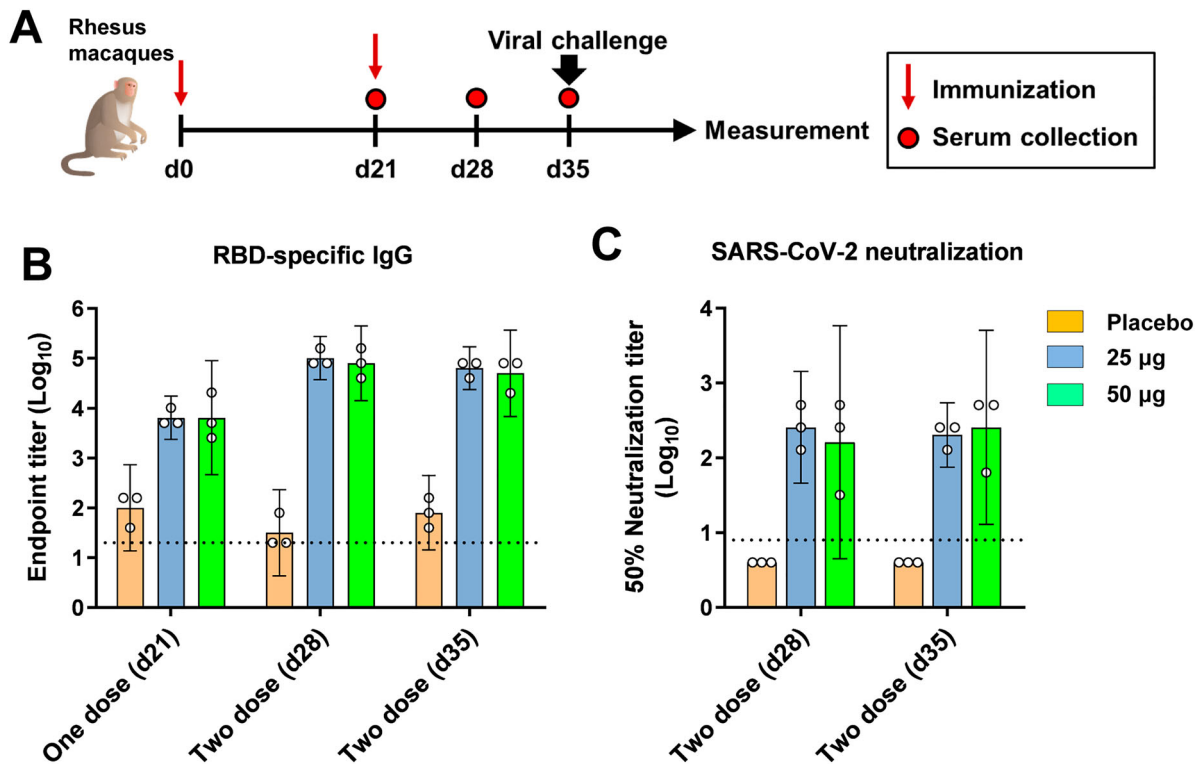 A
Rhesus
macaques
Viral challenge
d0
d21
d28
d35
Measurement
Immunization
Serum collection
B
RBD-specific IgG
Endpoint titer (Log10)
6
5
4
3
2
1
0
One dose (d21)
Two dose (d28)
Two dose (d35)
C
SARS-CoV-2 neutralization
50% Neutralization titer
(Log10)
4
3
2
1
0
Two dose (d28)
Two dose (d35)
Placebo
25 µg
50 µg